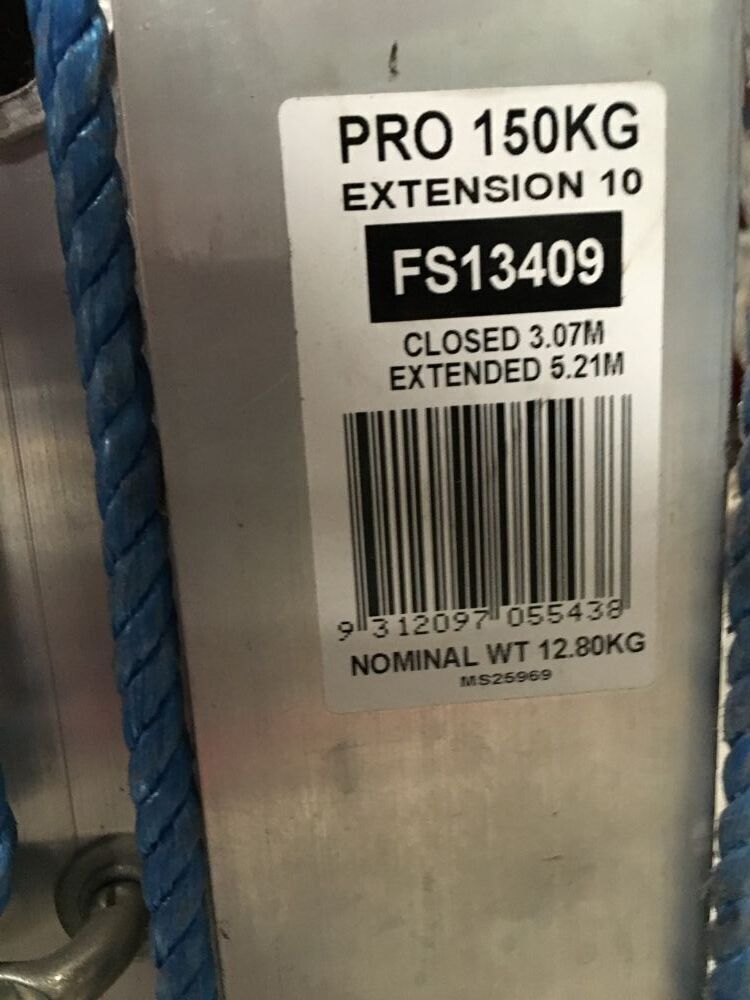 PRO 150KG
EXTENSION 10
FS13409
CLOSED 3.07M
EXTENDED 5.21M
9 312097 055438
NOMINAL WT 12.80KG
MS25969